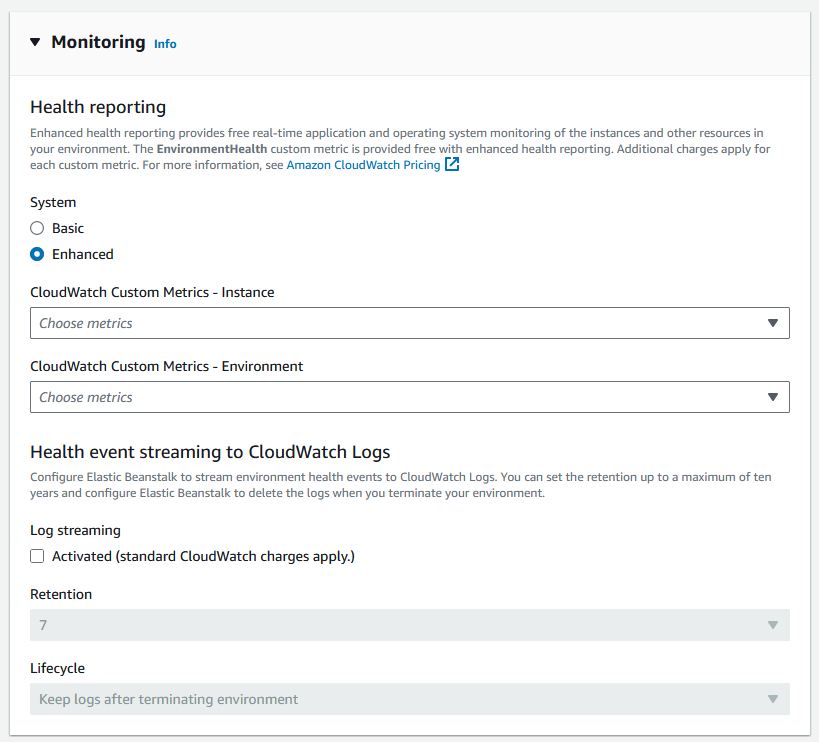 Monitoring Info
Health reporting
Enhanced health reporting provides free real-time application and operating system monitoring of the instances and other resources in
your environment. The EnvironmentHealth custom metric is provided free with enhanced health reporting. Additional charges apply for
each custom metric. For more information, see Amazon CloudWatch Pricing
System
Basic
Enhanced
CloudWatch Custom Metrics - Instance
Choose metrics
CloudWatch Custom Metrics - Environment
Choose metrics
Health event streaming to CloudWatch Logs
Configure Elastic Beanstalk to stream environment health events to CloudWatch Logs. You can set the retention up to a maximum of ten
years and configure Elastic Beanstalk to delete the logs when you terminate your environment.
Log streaming
Activated (standard CloudWatch charges apply.)
Retention
7
Lifecycle
Keep logs after terminating environment